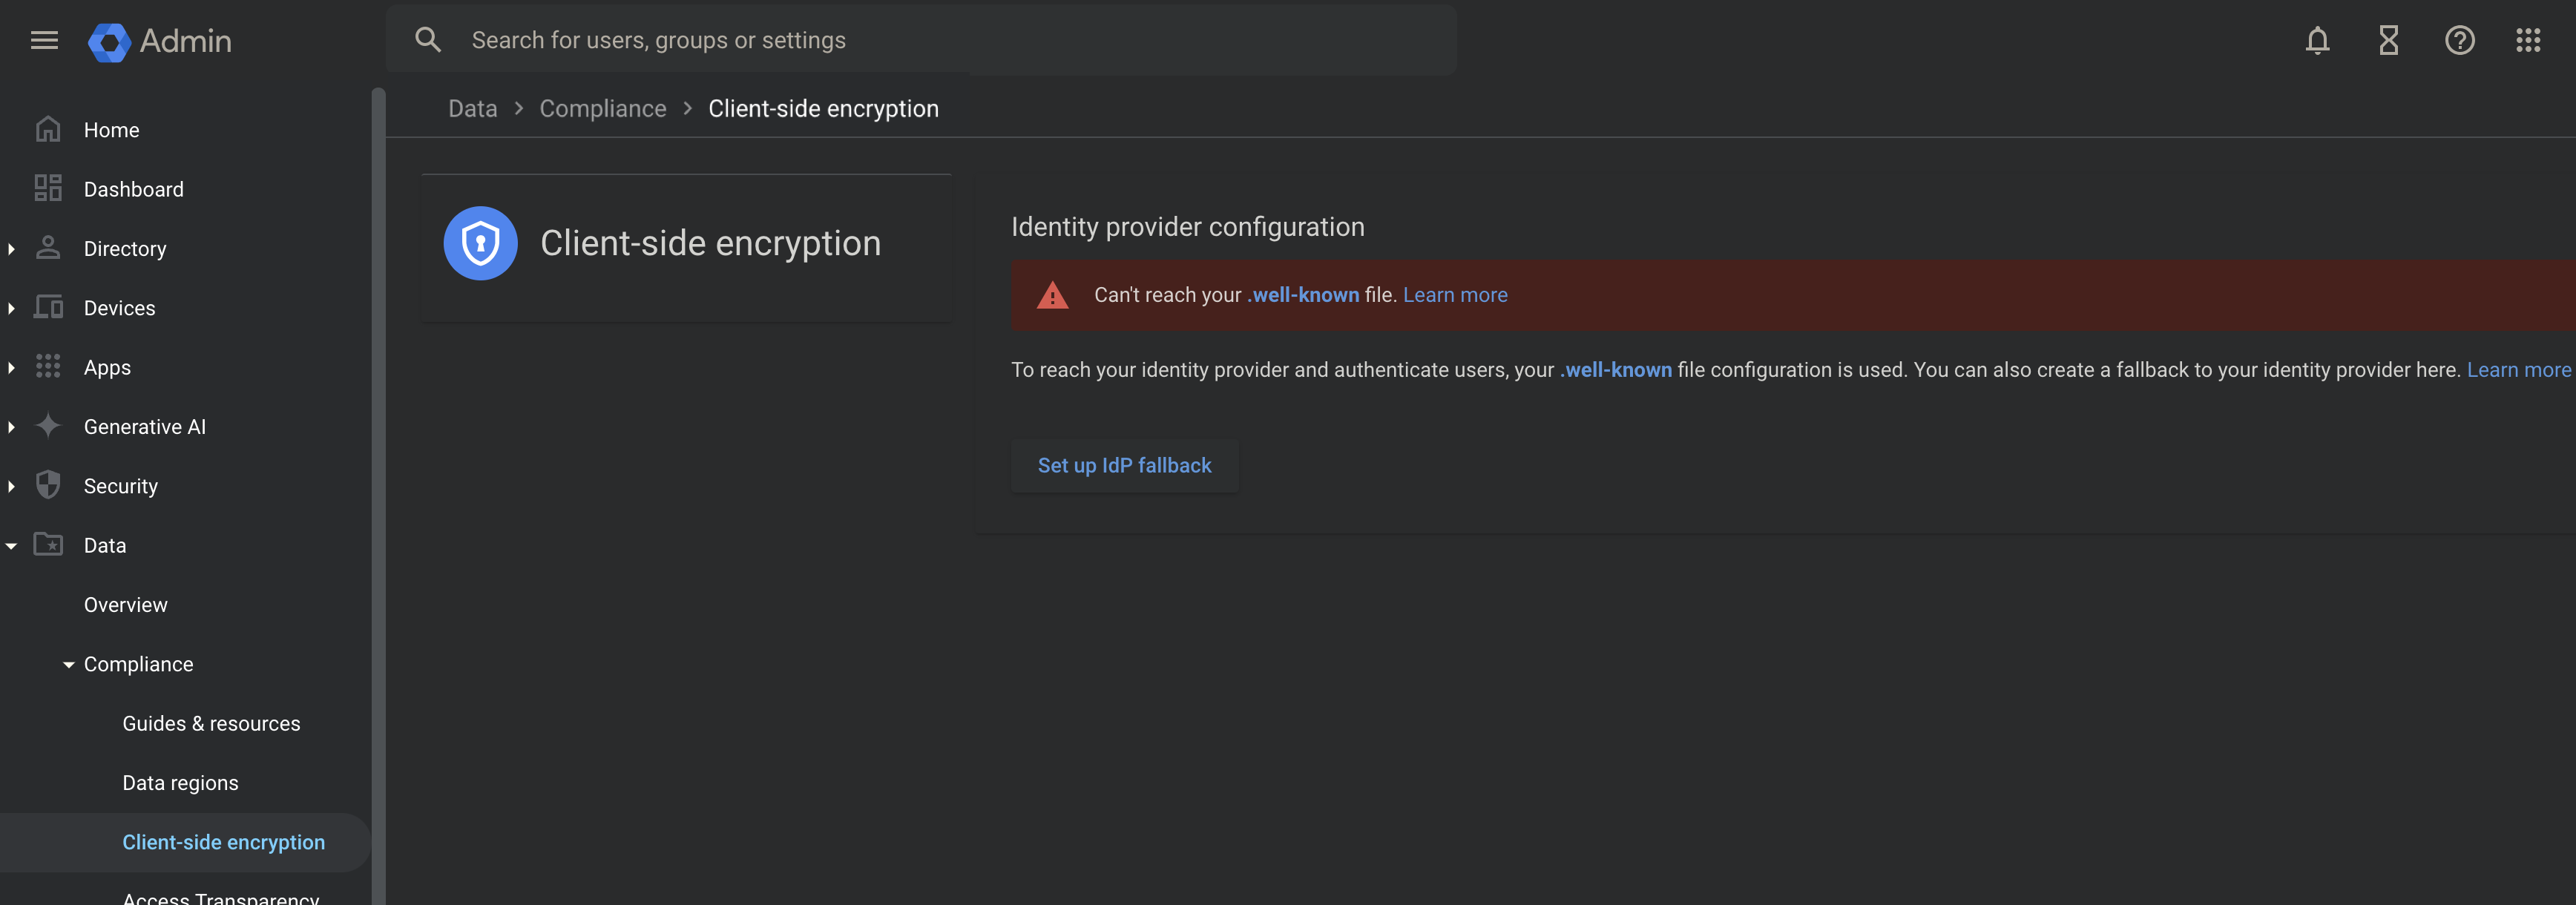 Admin
Search for users, groups or settings
Home
Dashboard
Directory
Devices
Apps
Generative AI
Security
Data
Overview
Compliance
Guides & resources
Data regions
Client-side encryption
Access Transparency
Data > Compliance > Client-side encryption
Client-side encryption
Identity provider configuration
Can't reach your .well-known file. Learn more
To reach your identity provider and authenticate users, your .well-known file configuration is used. You can also create a fallback to your identity provider here. Learn more
Set up IdP fallback